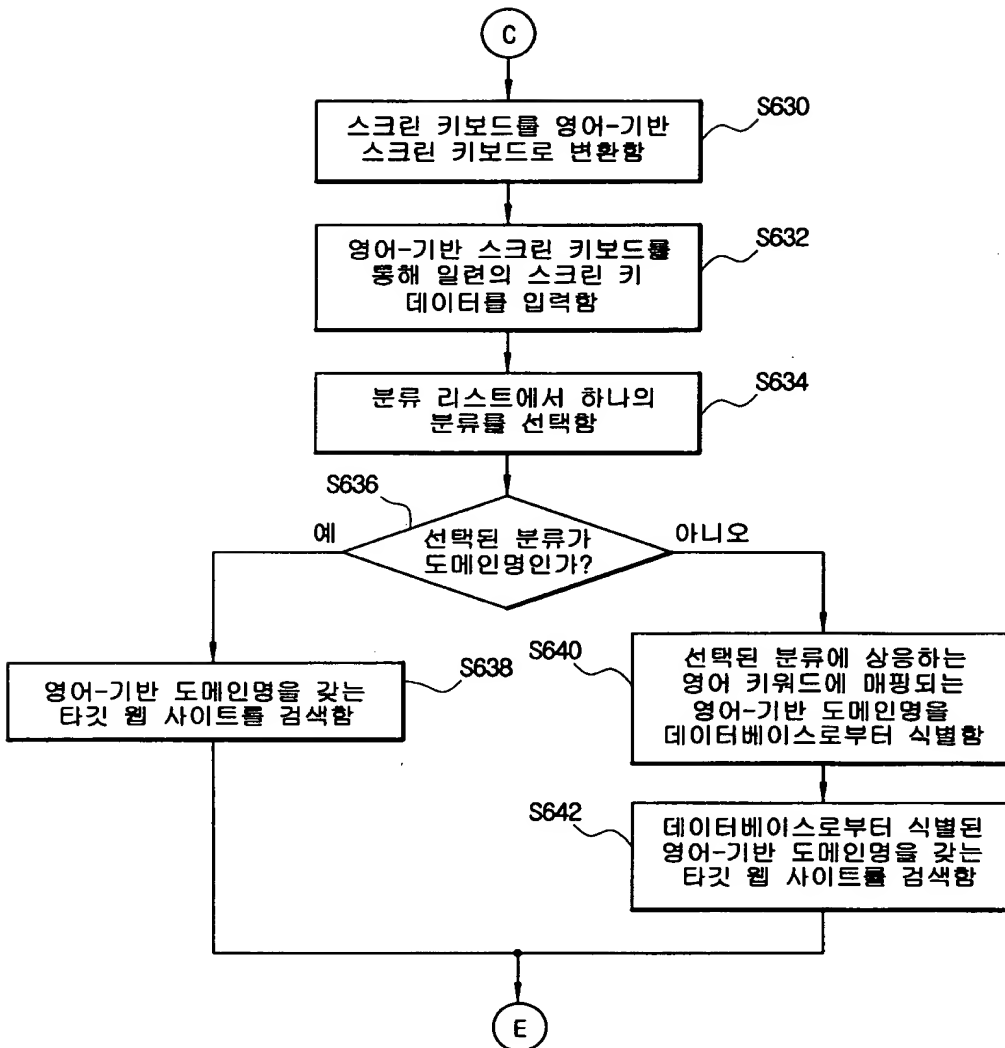 C
S630
스크린 키보드를 영어-기반
스크린 키보드로 변환함
S632
영어-기반 스크린 키보드를
통해 일련의 스크린 키
데이터를 입력함
S634
분류 리스트에서 하나의
분류를 선택함
S636
예
선택된 분류가
도메인명인가?
아니오
S638
영어-기반 도메인명을 갖는
타깃 웹 사이트를 검색함
S640
선택된 분류에 상응하는
영어 키워드에 매핑되는
영어-기반 도메인명을
데이터베이스로부터 식별함
S642
데이터베이스로부터 식별된
영어-기반 도메인명을 갖는
타깃 웹 사이트를 검색함
E